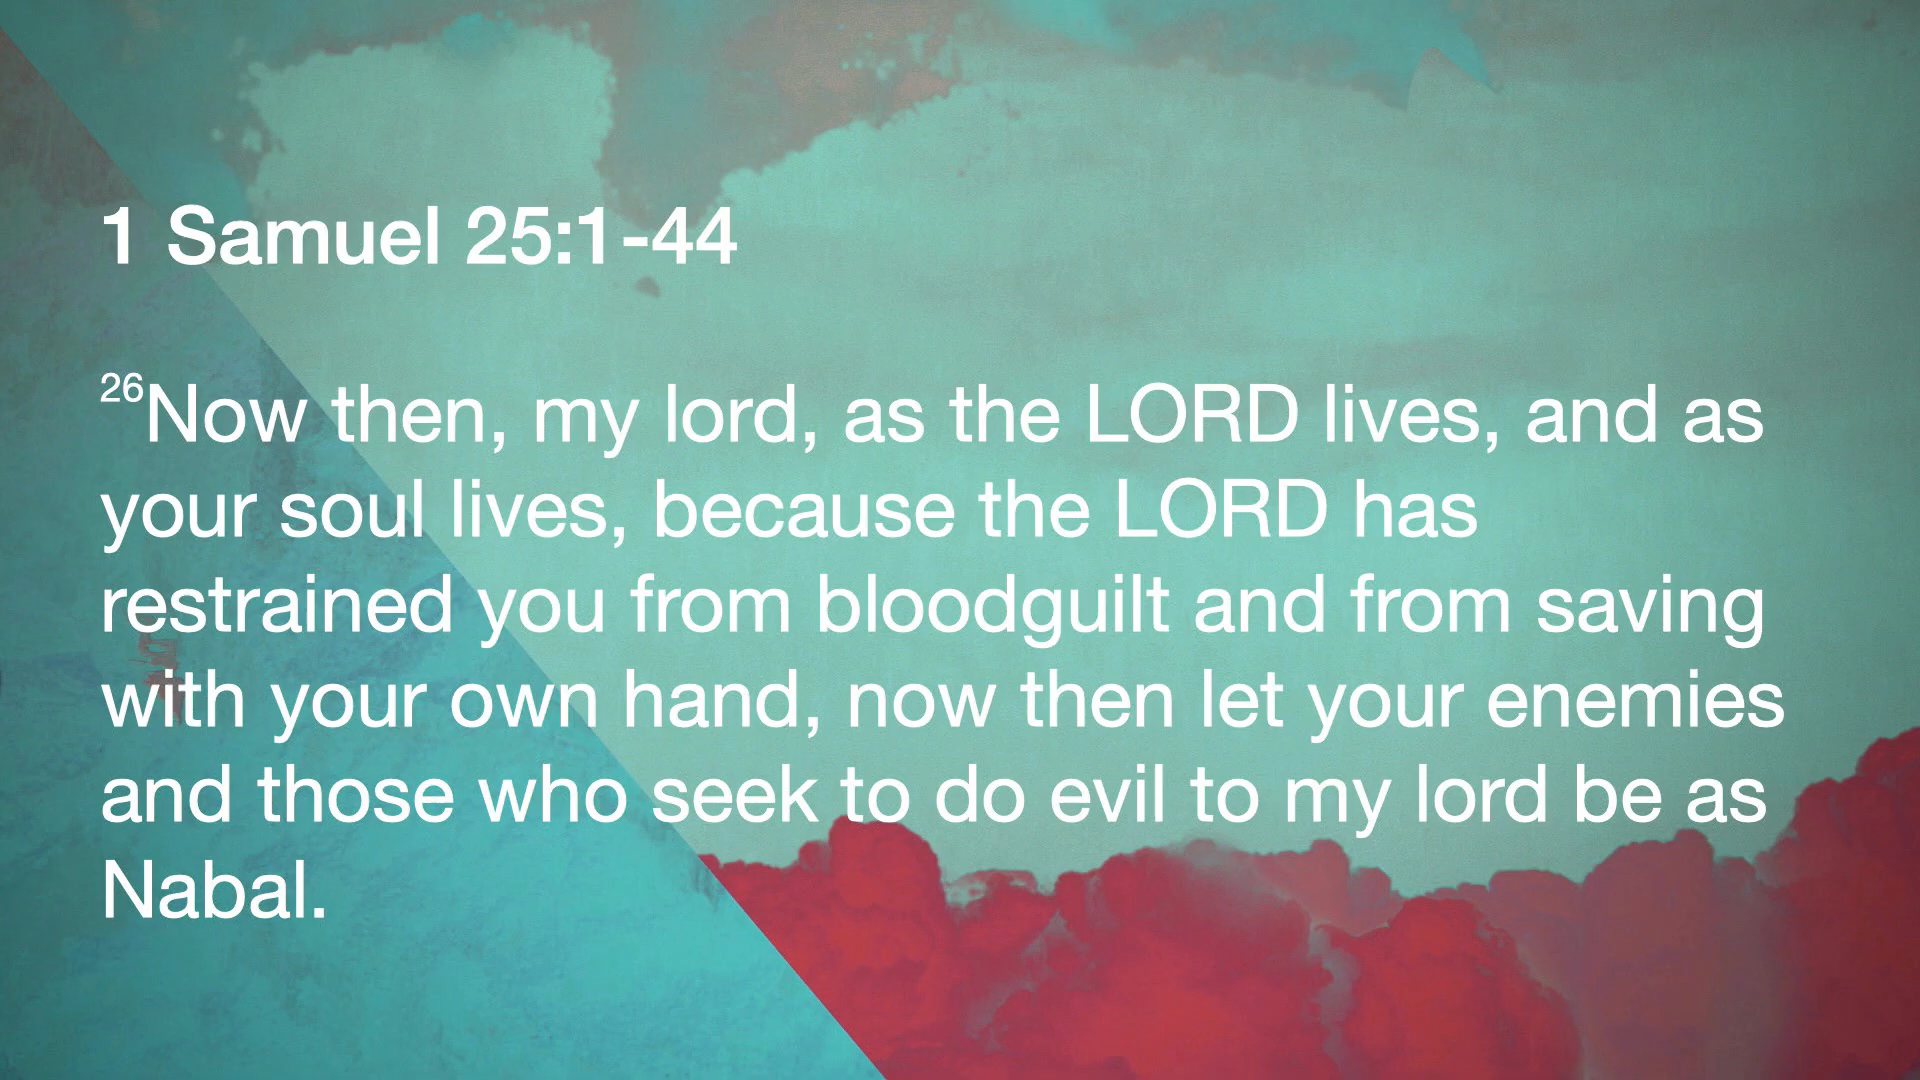 1 Samuel 25:1-44
26Now then, my lord, as the LORD lives, and as
your soul lives, because the LORD has
restrained you from bloodguilt and from saving
with your own hand, now then let your enemies
and those who seek to do evil to my lord be as
Nabal.